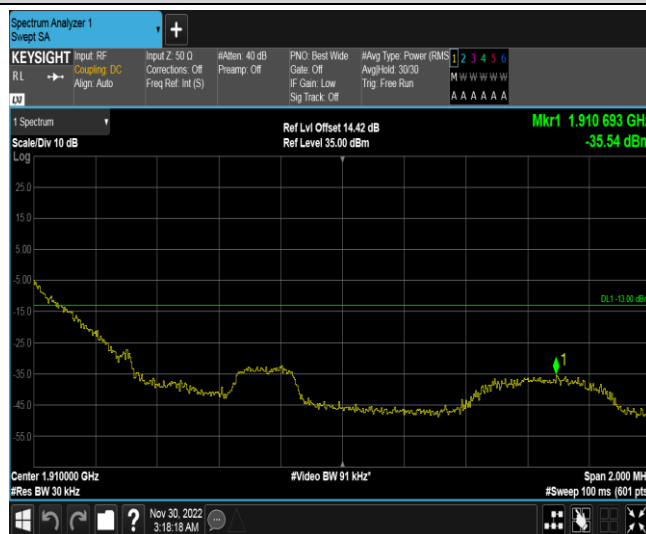 Spectrum Analyzer 1
Swept SA
+
KEYSIGHT Input: RF Input Z: 50 Ω #Atten: 40 dB PNO: Best Wide #Avg Type: Power (RMS 1 2 3 4 5 6
RL Coupling: DC Corrections: Off Preamp: Off Gate: Off Avg|Hold: 30/30 M W W W W W
Align: Auto Freq Ref: Int (S) IF Gain: Low Trig: Free Run
Sig Track: Off A A A A A A
LXI
1 Spectrum Ref Lvl Offset 14.42 dB Mkr1 1.910 693 GHz
Scale/Div 10 dB Ref Level 35.00 dBm -35.54 dBm
Log
25.0
15.0
5.00
-5.00
DL1 -13.00 dBm
-15.0
-25.0
-35.0
1
-45.0
-55.0
Center 1.910000 GHz #Video BW 91 kHz* Span 2.000 MH
#Res BW 30 kHz #Sweep 100 ms (601 pts
Nov 30, 2022
3:18:18 AM
?